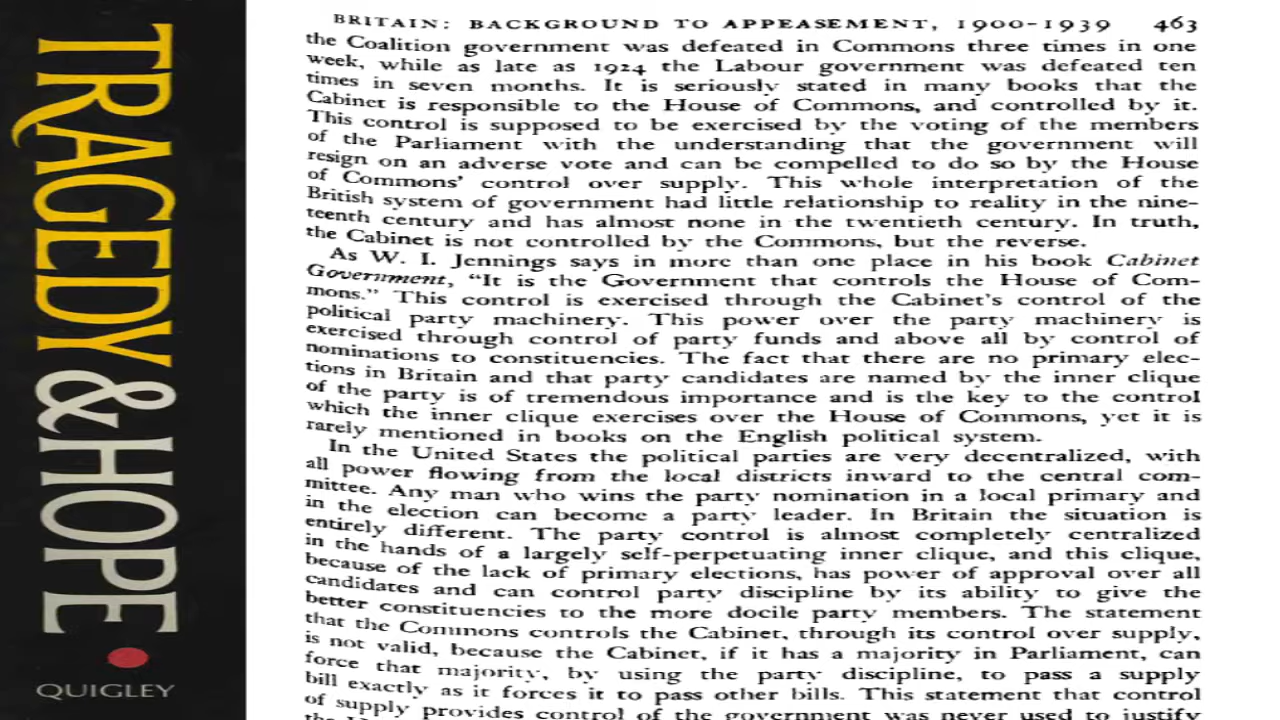 TRAGEDY & HOPE
QUIGLEY
BRITAIN: BACKGROUND TO APPEASEMENT, 1900-1939 463
the Coalition government was defeated in Commons three times in one
week, while as late as 1924 the Labour government was defeated ten
times in seven months. It is seriously stated in many books that the
Cabinet is responsible to the House of Commons, and controlled by it.
This control is supposed to be exercised by the voting of the members
of the Parliament with the understanding that the government will
resign on an adverse vote and can be compelled to do so by the House
of Commons' control over supply. This whole interpretation of the
British system of government had little relationship to reality in the nine-
teenth century and has almost none in the twentieth century. In truth,
the Cabinet is not controlled by the Commons, but the reverse.
As W. I. Jennings says in more than one place in his book Cabinet
Government, "It is the Government that controls the House of Com-
mons." This control is exercised through the Cabinet's control of the
political party machinery. This power over the party machinery is
exercised through control of party funds and above all by control of
nominations to constituencies. The fact that there are no primary elec-
tions in Britain and that party candidates are named by the inner clique
of the party is of tremendous importance and is the key to the control
which the inner clique exercises over the House of Commons, yet it is
rarely mentioned in books on the English political system.
In the United States the political parties are very decentralized, with
all power flowing from the local districts inward to the central com-
mittee. Any man who wins the party nomination in a local primary and
in the election can become a party leader. In Britain the situation is
entirely different. The party control is almost completely centralized
in the hands of a largely self-perpetuating inner clique, and this clique,
because of the lack of primary elections, has power of approval over all
candidates and can control party discipline by its ability to give the
better constituencies to the more docile party members. The statement
that the Commons controls the Cabinet, through its control over supply,
is not valid, because the Cabinet, if it has a majority in Parliament, can
force that majority, by using the party discipline, to pass a supply
bill exactly as it forces it to pass other bills. This statement that control
of supply provides control of the government was never used to justify